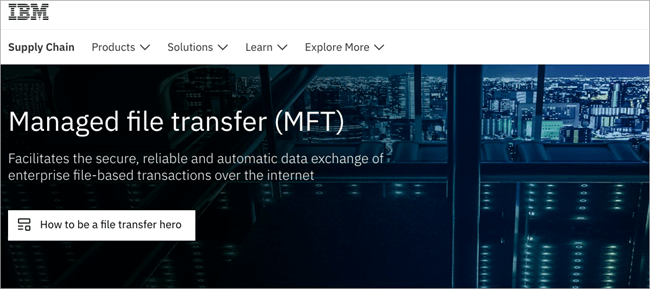 IBM
Supply Chain Products Solutions Learn Explore More
Managed file transfer (MFT)
Facilitates the secure, reliable and automatic data exchange of
enterprise file-based transactions over the internet
How to be a file transfer hero